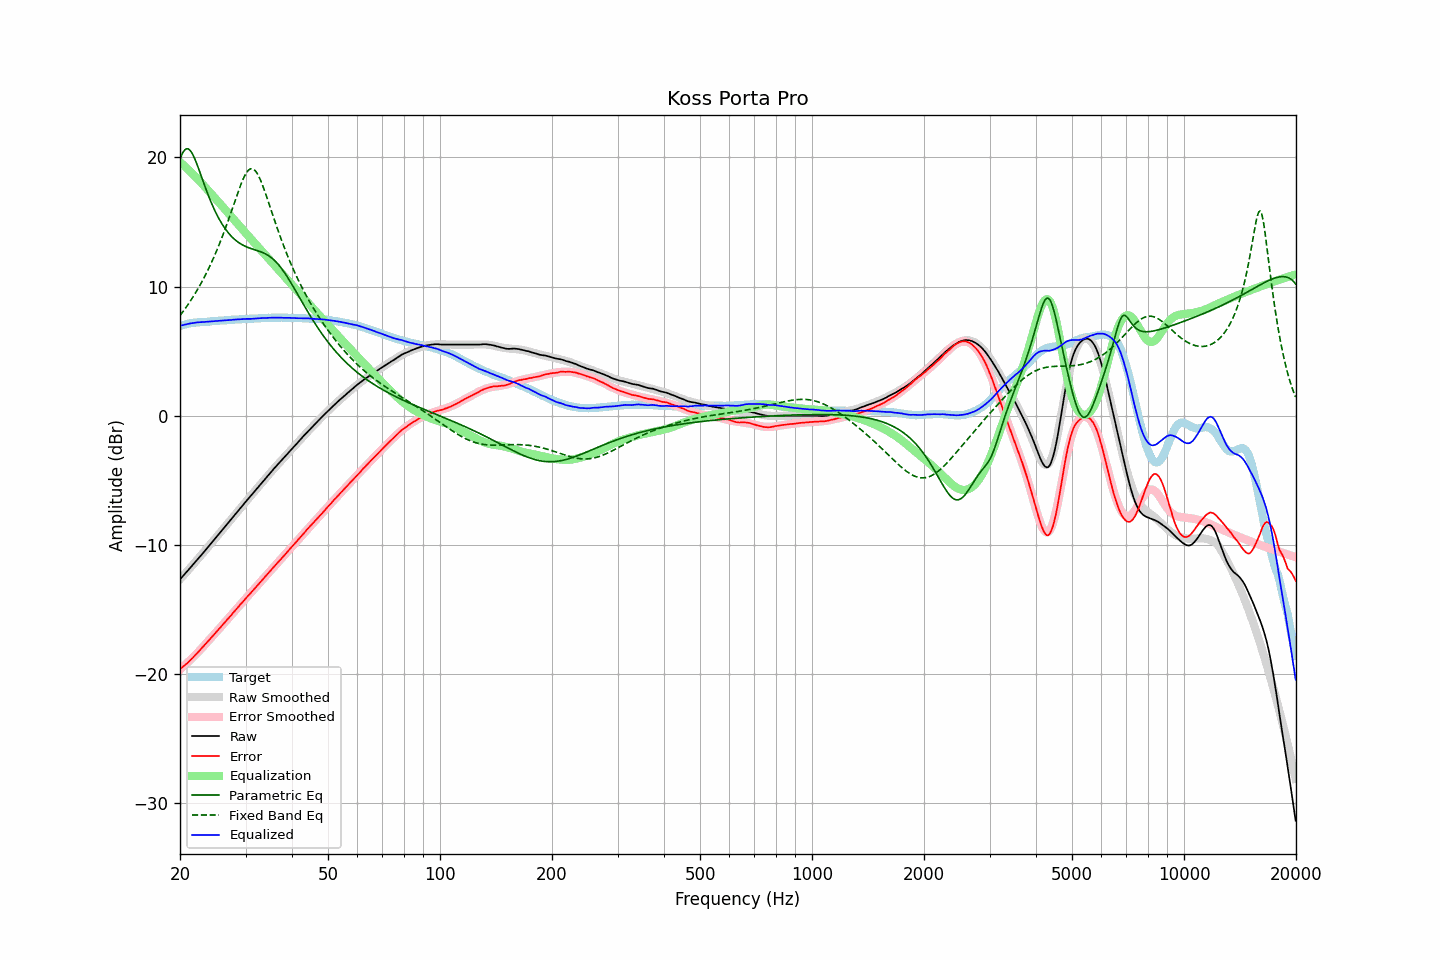 Koss Porta Pro
Amplitude (dBr)
20
10
0
−10
−20
−30
Target
Raw Smoothed
Error Smoothed
Raw
Error
Equalization
Parametric Eq
Fixed Band Eq
Equalized
20 50 100 200 500 1000 2000 5000 10000 20000
Frequency (Hz)